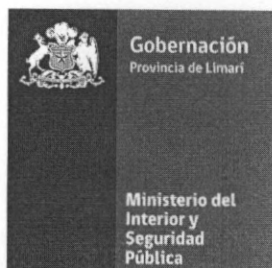 Gobernación
Provincia de Limarí
Ministerio del
Interior y
Seguridad
Pública